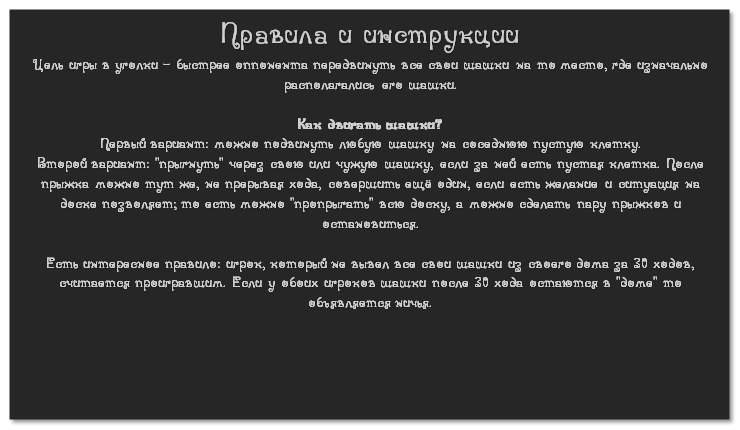 Правила и инструкции
Цель игры в уголки – быстрее оппонента передвинуть все свои шашки на то место, где изначально
располагались его шашки.
Как двигать шашки?
Первый вариант: можно подвинуть любую шашку на соседнюю пустую клетку.
Второй вариант: "прыгнуть" через свою или чужую шашку, если за ней есть пустая клетка. После
прыжка можно тут же, не прерывая хода, совершить ещё один, если есть желание и ситуация на
доске позволяет; то есть можно "пропрыгать" всю доску, а можно сделать пару прыжков и
остановиться.
Есть интересное правило: игрок, который не вывел все свои шашки из своего дома за 30 ходов,
считается проигравшим. Если у обоих игроков шашки после 30 хода остаются в "доме" то
объявляется ничья.